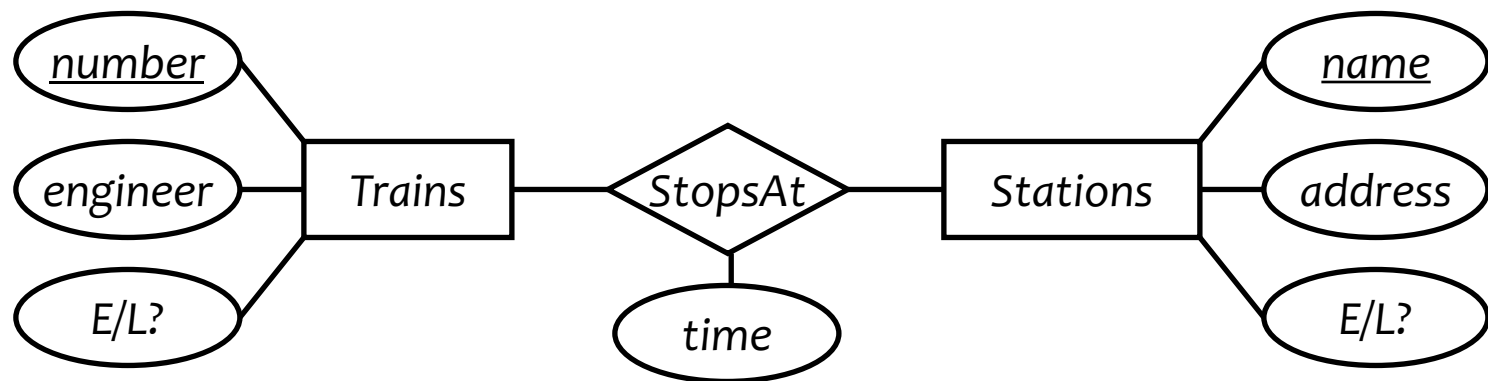 number
name
engineer
Trains
StopsAt
Stations
address
E/L?
time
E/L?